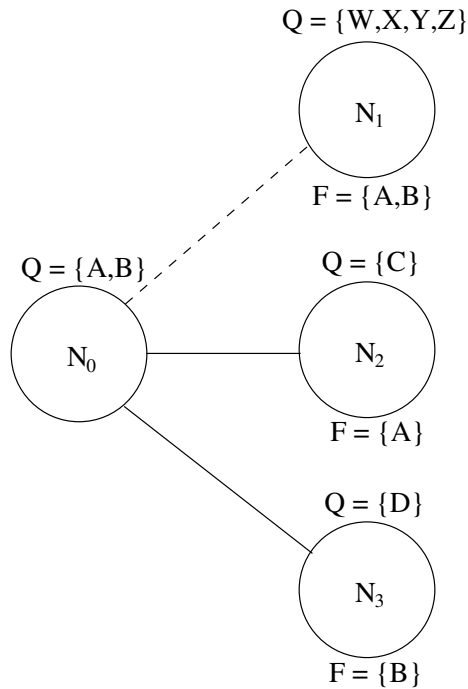 Q = {W,X,Y,Z}
N₁
F = {A,B}
Q = {A,B}
N₀
Q = {C}
N₂
F = {A}
Q = {D}
N₃
F = {B}